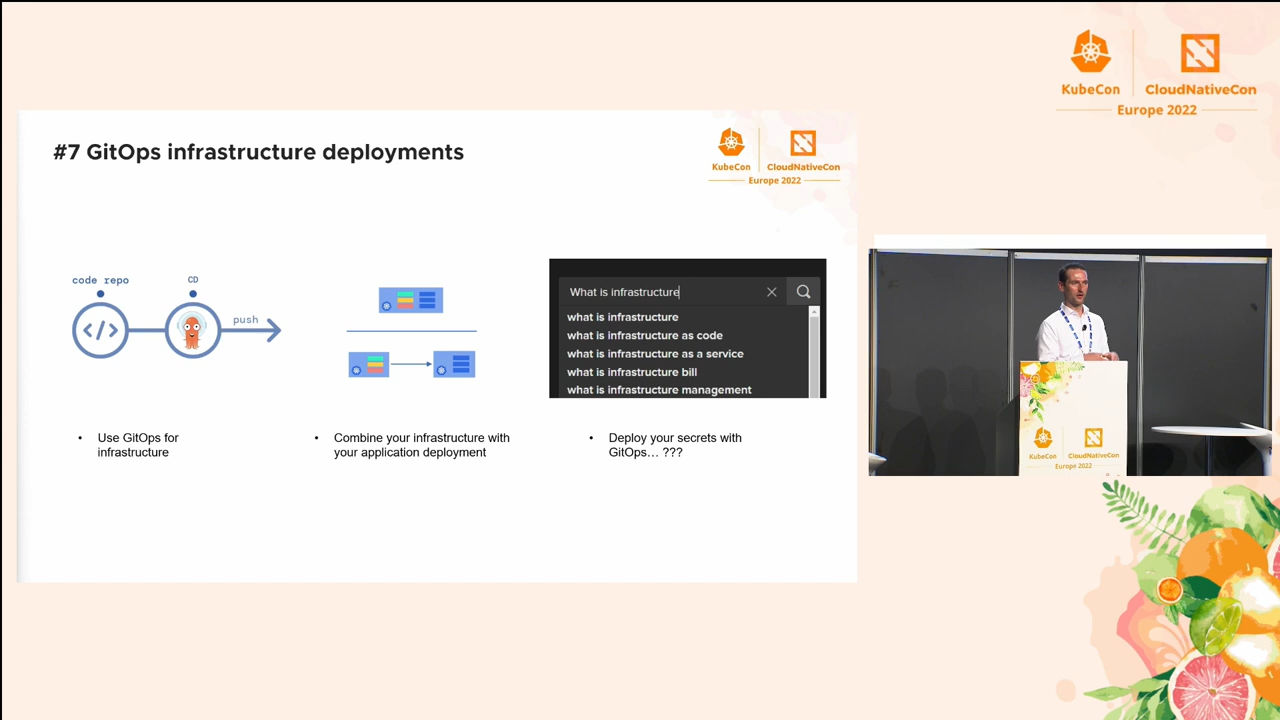 KubeCon
CloudNativeCon
Europe 2022
#7 GitOps infrastructure deployments
KubeCon
CloudNativeCon
Europe 2022
code repo
CD
push
</>
What is infrastructure
what is infrastructure
what is infrastructure as code
what is infrastructure as a service
what is infrastructure bill
what is infrastructure management
• Use GitOps for
infrastructure
• Combine your infrastructure with
your application deployment
• Deploy your secrets with
GitOps... ???
KubeCon
CloudNativeCon
Europe 2022